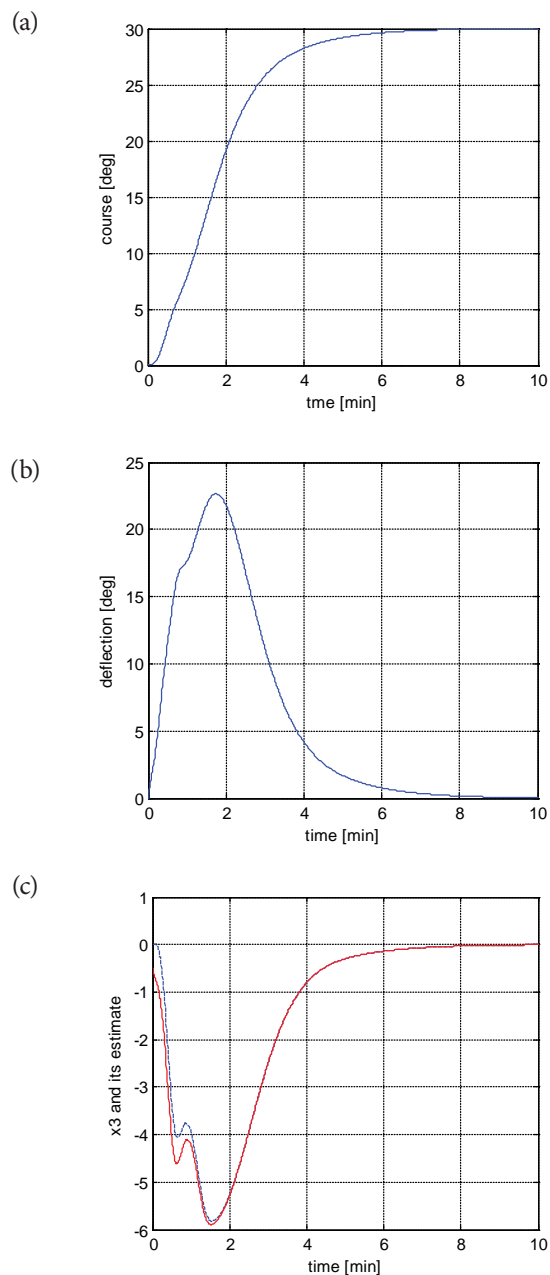 (a)
30
25
20
15
10
5
0
course [deg]
0 2 4 6 8 10
tme [min]
(b)
25
20
15
10
5
0
deflection [deg]
0 2 4 6 8 10
time [min]
(c)
1
0
-1
-2
-3
-4
-5
-6
x3 and its estimate
0 2 4 6 8 10
time [min]